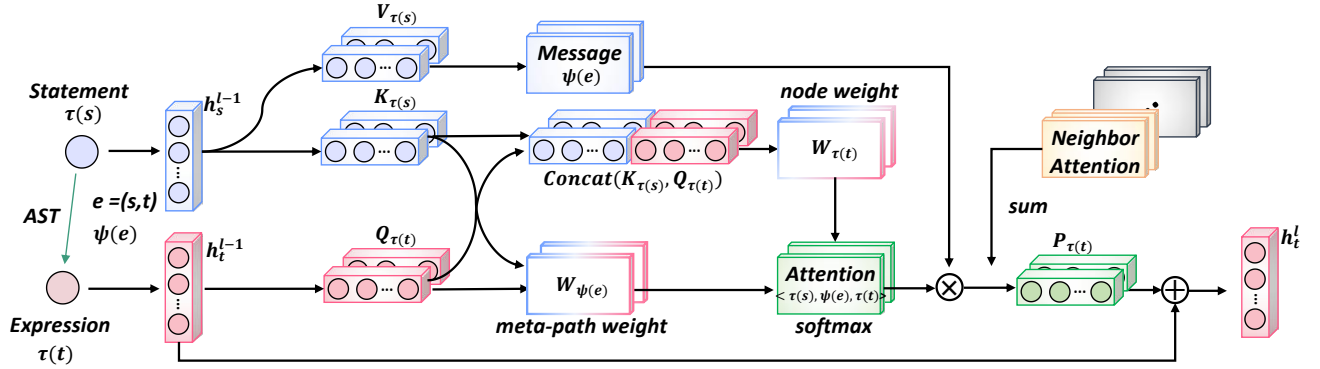 V_τ(s)
Message
ψ(e)
Statement
τ(s)
h_s^{l-1}
K_τ(s)
node weight
W_τ(t)
Neighbor
Attention
Concat(K_τ(s), Q_τ(t))
e =(s,t)
AST
ψ(e)
sum
h_t^{l-1}
Q_τ(t)
P_τ(t)
h_t^l
W_ψ(e)
Attention
< τ(s), ψ(e), τ(t)>
meta-path weight
softmax
Expression
τ(t)